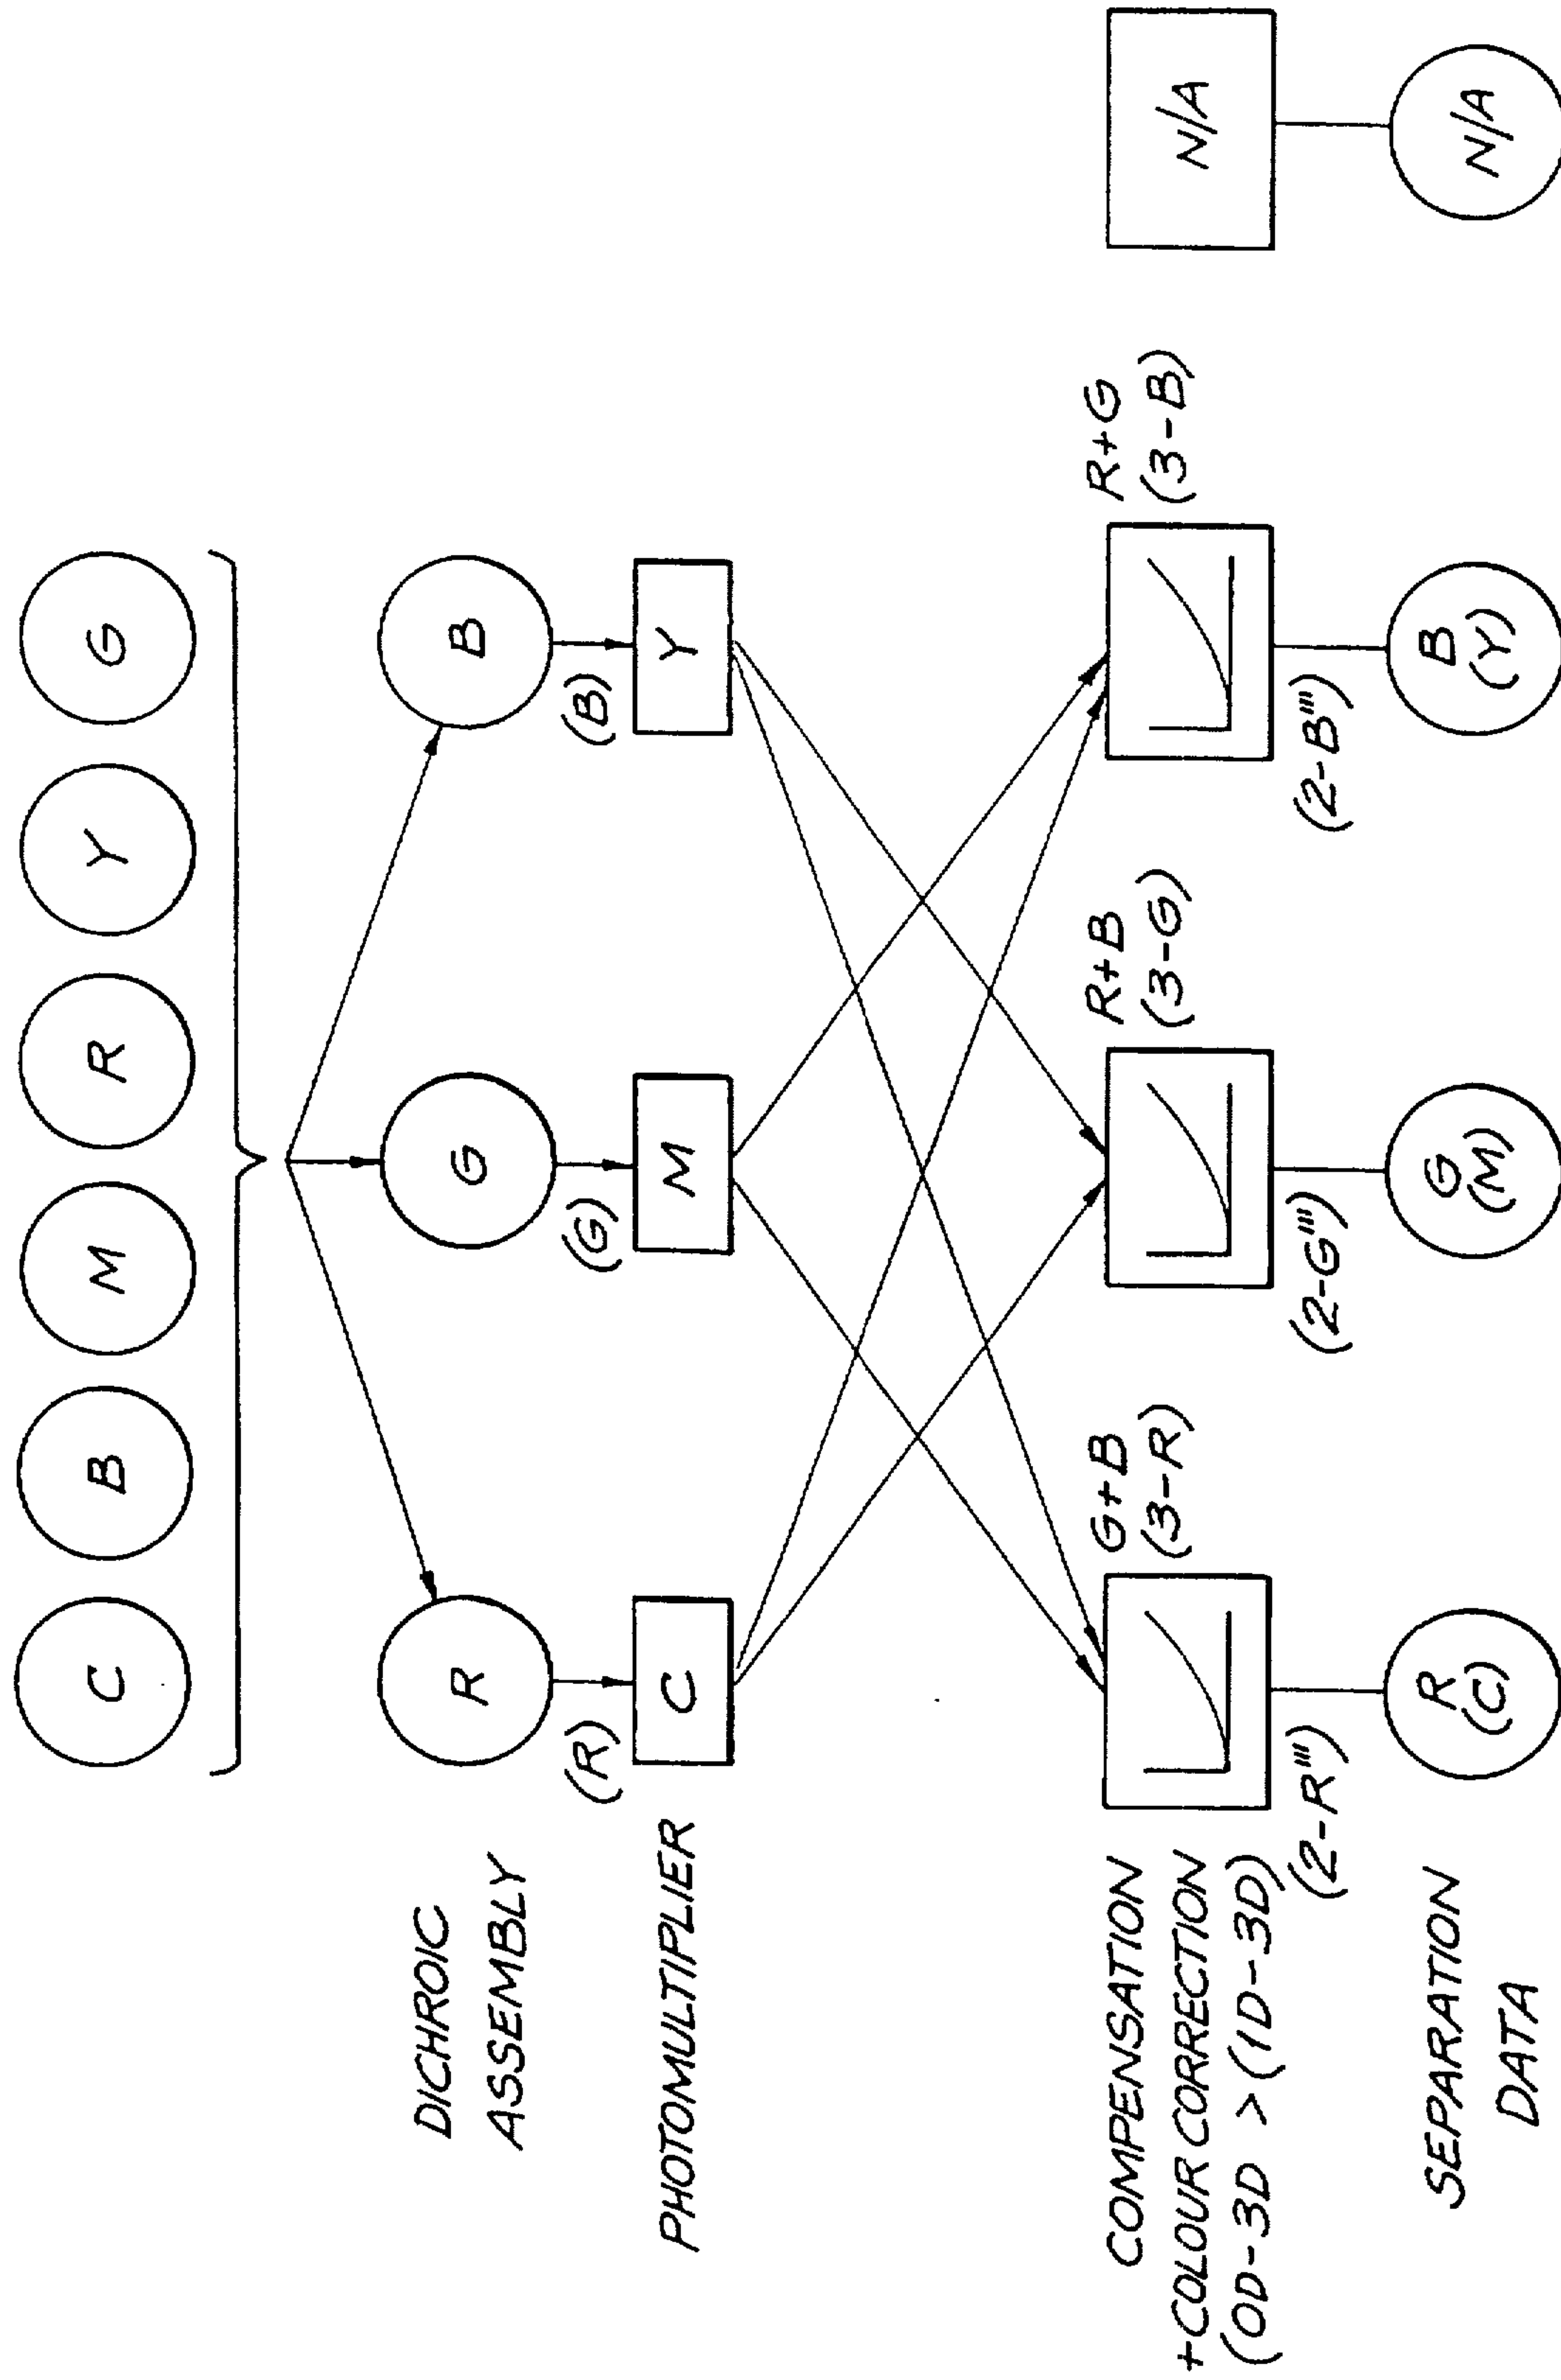 C B M R Y G
DICHROIC
ASSEMBLY
R G B
(R) (G) (B)
PHOTOMULTIPLIER
C M Y
G+B R+B R+G
(3-R) (3-G) (3-B)
COMPENSATION
+COLOUR CORRECTION
(OD-3D >(1D-3D)
N/A
(2-R''') (2-G''') (2-B''')
SEPARATION
DATA
R G B N/A
(C) (M) (Y)